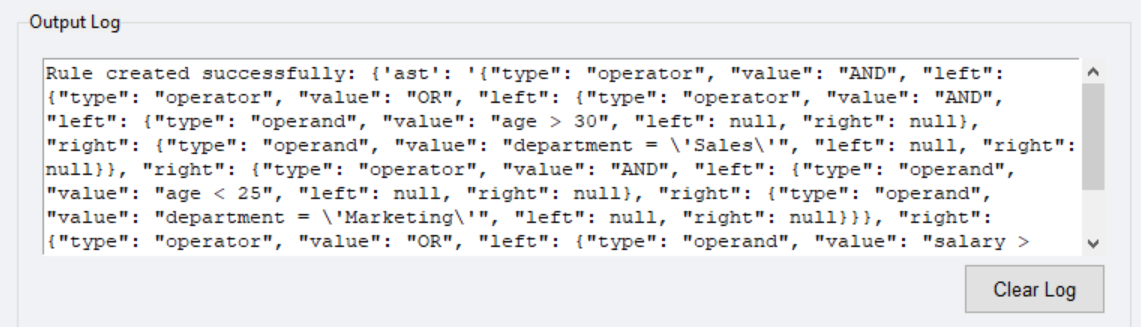 Output Log
Rule created successfully: {'ast': '{"type": "operator", "value": "AND", "left":
{"type": "operator", "value": "OR", "left": {"type": "operator", "value": "AND",
"left": {"type": "operand", "value": "age > 30", "left": null, "right": null},
"right": {"type": "operand", "value": "department = \'Sales\'", "left": null, "right":
null}}, "right": {"type": "operator", "value": "AND", "left": {"type": "operand",
"value": "age < 25", "left": null, "right": null}, "right": {"type": "operand",
"value": "department = \'Marketing\'", "left": null, "right": null}}}, "right":
{"type": "operator", "value": "OR", "left": {"type": "operand", "value": "salary >
Clear Log